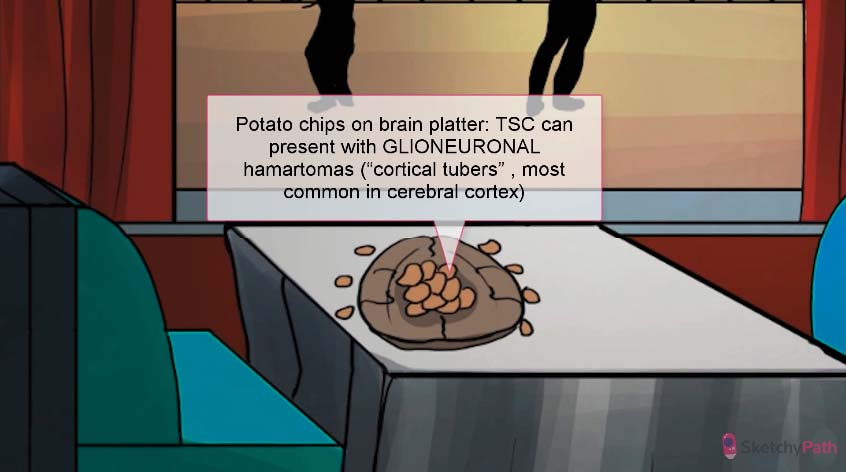 Potato chips on brain platter: TSC can
present with GLIONEURONAL
hamartomas (“cortical tubers” , most
common in cerebral cortex)
SketchyPath